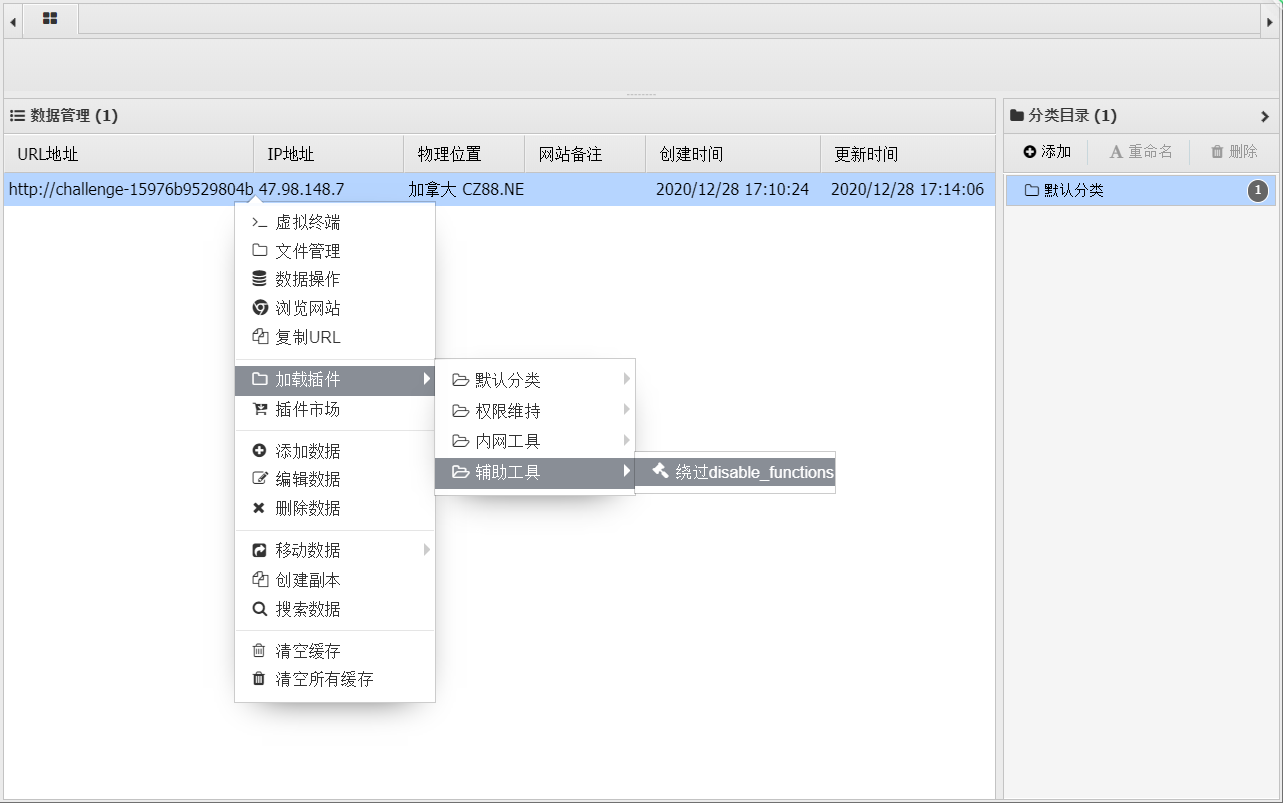 数据管理 (1)
分类目录 (1)
URL地址 IP地址 物理位置 网站备注 创建时间 更新时间
添加 重命名 删除
http://challenge-15976b9529804b 47.98.148.7 加拿大 CZ88.NE 2020/12/28 17:10:24 2020/12/28 17:14:06
默认分类 1
虚拟终端
文件管理
数据操作
浏览网站
复制URL
加载插件
插件市场
添加数据
编辑数据
删除数据
移动数据
创建副本
搜索数据
清空缓存
清空所有缓存
默认分类
权限维持
内网工具
辅助工具
绕过disable_functions